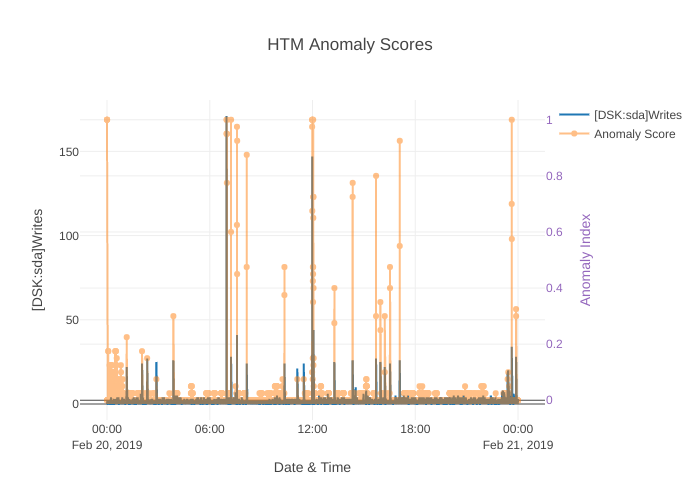 HTM Anomaly Scores
[DSK:sda]Writes
Anomaly Score
150
100
50
0
1
0.8
0.6
0.4
0.2
0
[DSK:sda]Writes
Anomaly Index
00:00
Feb 20, 2019
06:00
12:00
18:00
00:00
Feb 21, 2019
Date & Time